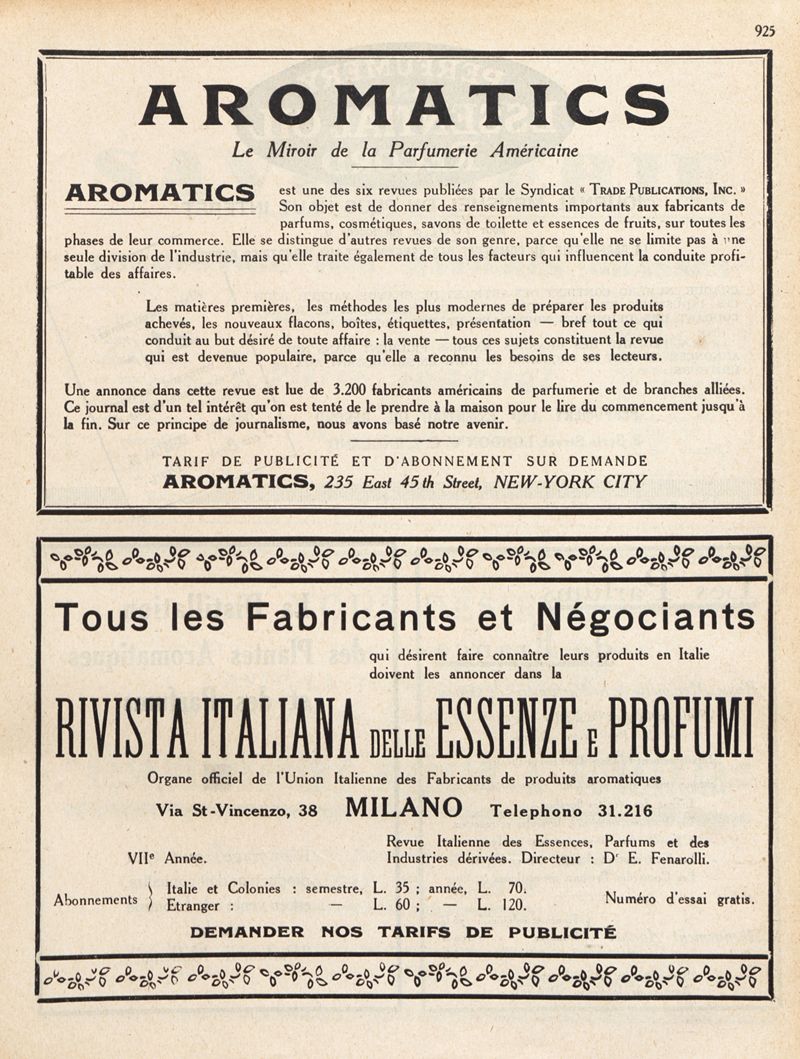 925
AROMATICS
Le Miroir de la Parfumerie Américaine
AROMATICS est une des six revues publiées par le Syndicat « TRADE PUBLICATIONS, INC. »
Son objet est de donner des renseignements importants aux fabricants de
parfums, cosmétiques, savons de toilette et essences de fruits, sur toutes les
phases de leur commerce. Elle se distingue d'autres revues de son genre, parce qu'elle ne se limite pas à une
seule division de l'industrie, mais qu'elle traite également de tous les facteurs qui influencent la conduite profi-
table des affaires.
Les matières premières, les méthodes les plus modernes de préparer les produits
achevés, les nouveaux flacons, boîtes, étiquettes, présentation — bref tout ce qui
conduit au but désiré de toute affaire : la vente — tous ces sujets constituent la revue
qui est devenue populaire, parce qu'elle a reconnu les besoins de ses lecteurs.
Une annonce dans cette revue est lue de 3.200 fabricants américains de parfumerie et de branches alliées.
Ce journal est d'un tel intérêt qu'on est tenté de le prendre à la maison pour le lire du commencement jusqu'à
la fin. Sur ce principe de journalisme, nous avons basé notre avenir.
TARIF DE PUBLICITÉ ET D'ABONNEMENT SUR DEMANDE
AROMATICS, 235 East 45th Street, NEW-YORK CITY
Tous les Fabricants et Négociants
qui désirent faire connaître leurs produits en Italie
doivent les annoncer dans la
RIVISTA ITALIANA DELLE ESSENZE E PROFUMI
Organe officiel de l'Union Italienne des Fabricants de produits aromatiques
Via St-Vincenzo, 38 MILANO Telephono 31.216
VIIe Année.
Revue Italienne des Essences, Parfums et des
Industries dérivées. Directeur : Dr E. Fenarolli.
Abonnements
Italie et Colonies : semestre, L. 35 ; année, L. 70.
Etranger : — L. 60 ; — L. 120.
Numéro d'essai gratis.
DEMANDER NOS TARIFS DE PUBLICITÉ